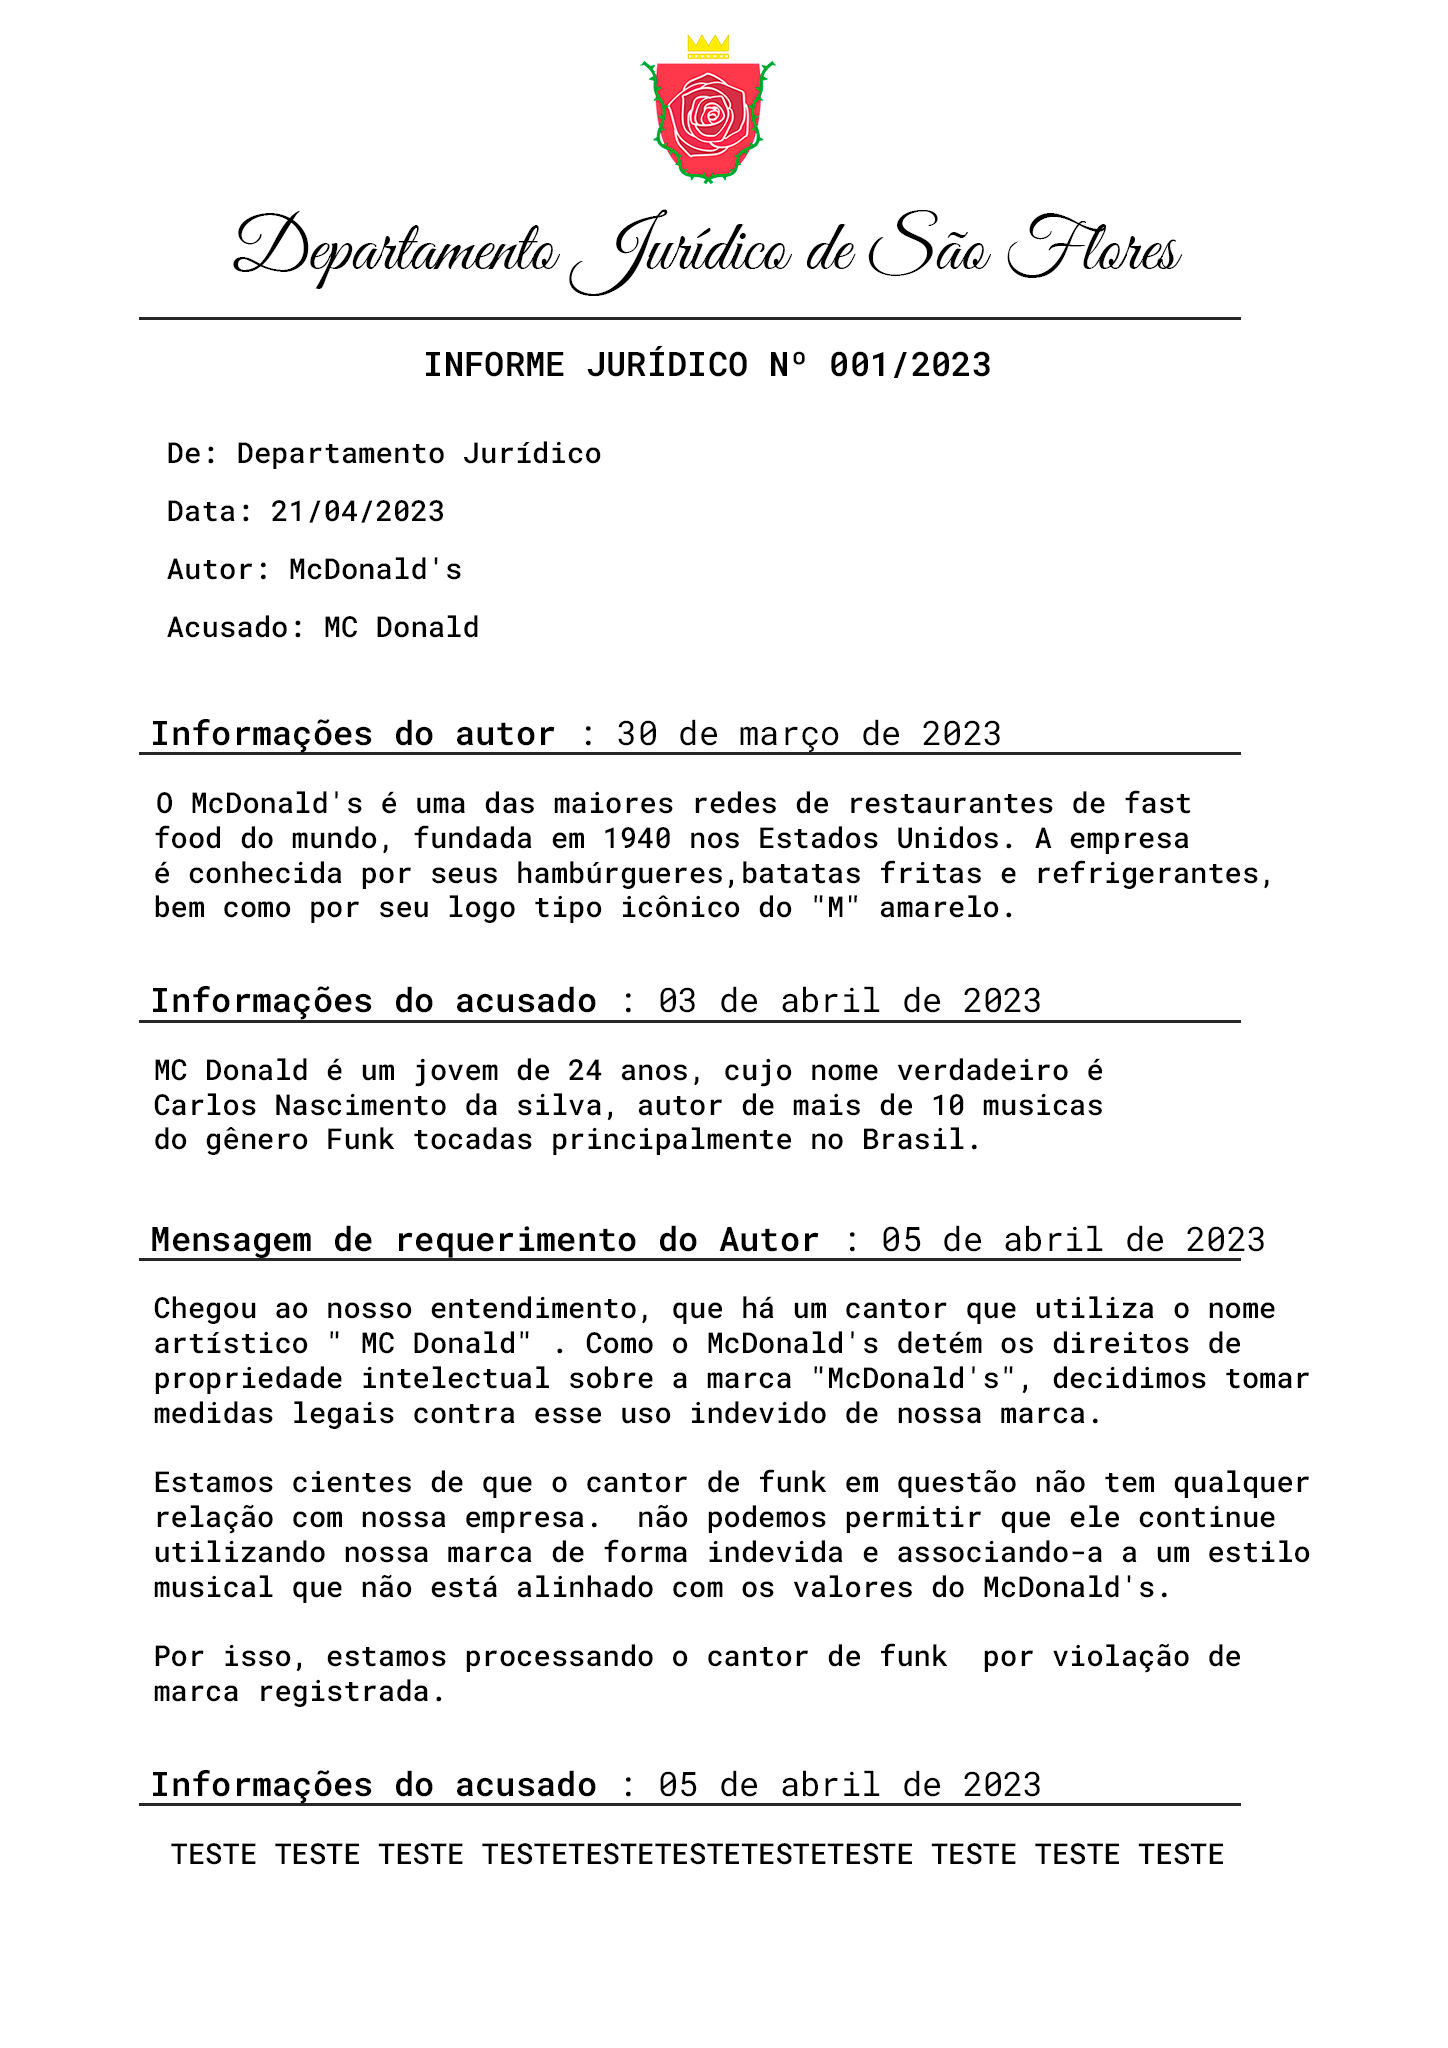 Departamento Jurídico de São Flores
INFORME JURÍDICO Nº 001/2023
De: Departamento Jurídico
Data: 21/04/2023
Autor: McDonald's
Acusado: MC Donald
Informações do autor : 30 de março de 2023
O McDonald's é uma das maiores redes de restaurantes de fast
food do mundo, fundada em 1940 nos Estados Unidos. A empresa
é conhecida por seus hambúrgueres,batatas fritas e refrigerantes,
bem como por seu logo tipo icônico do "M" amarelo.
Informações do acusado : 03 de abril de 2023
MC Donald é um jovem de 24 anos, cujo nome verdadeiro é
Carlos Nascimento da silva, autor de mais de 10 musicas
do gênero Funk tocadas principalmente no Brasil.
Mensagem de requerimento do Autor : 05 de abril de 2023
Chegou ao nosso entendimento, que há um cantor que utiliza o nome
artístico " MC Donald" . Como o McDonald's detém os direitos de
propriedade intelectual sobre a marca "McDonald's", decidimos tomar
medidas legais contra esse uso indevido de nossa marca.
Estamos cientes de que o cantor de funk em questão não tem qualquer
relação com nossa empresa.  não podemos permitir que ele continue
utilizando nossa marca de forma indevida e associando-a a um estilo
musical que não está alinhado com os valores do McDonald's.
Por isso, estamos processando o cantor de funk  por violação de
marca registrada.
Informações do acusado : 05 de abril de 2023
TESTE TESTE TESTE TESTETESTETESTETESTETESTE TESTE TESTE TESTE